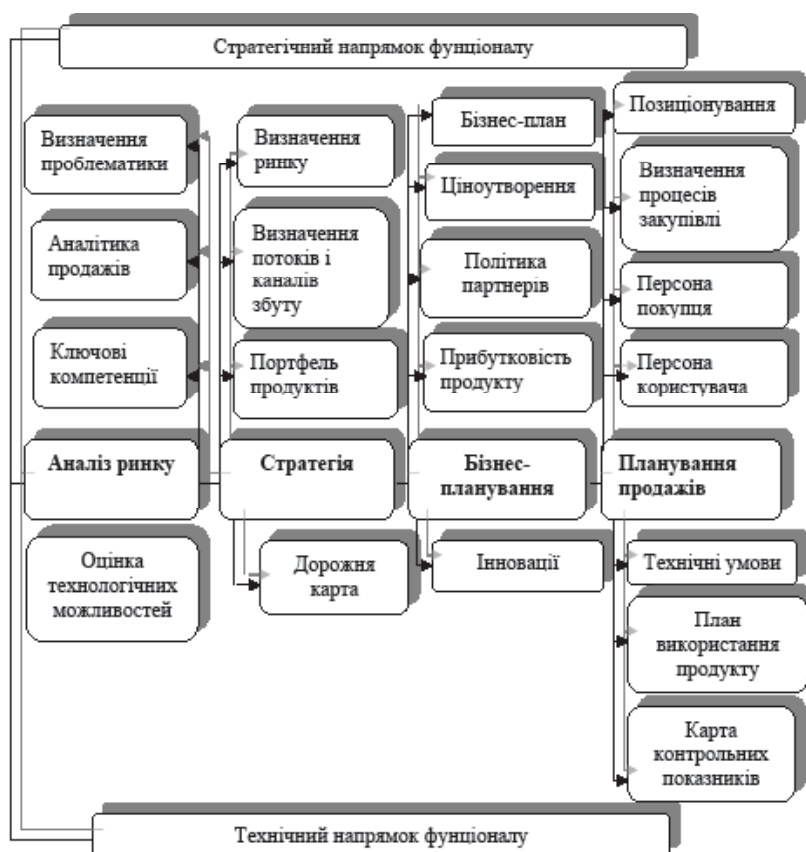 Стратегічний напрямок фунціоналу
Визначення
проблематики
Аналітика
продажів
Ключові
компетенції
Визначення
ринку
Визначення
потоків і
каналів
збуту
Портфель
продуктів
Бізнес-план
Ціноутворення
Політика
партнерів
Прибутковість
продукту
Позиціонування
Визначення
процесів
закупівлі
Персона
покупця
Персона
користувача
Аналіз ринку
Стратегія
Бізнес-
планування
Планування
продажів
Оцінка
технологічних
можливостей
Дорожня
карта
Інновації
Технічні умови
План
використання
продукту
Карта
контрольних
показників
Технічний напрямок фунціоналу